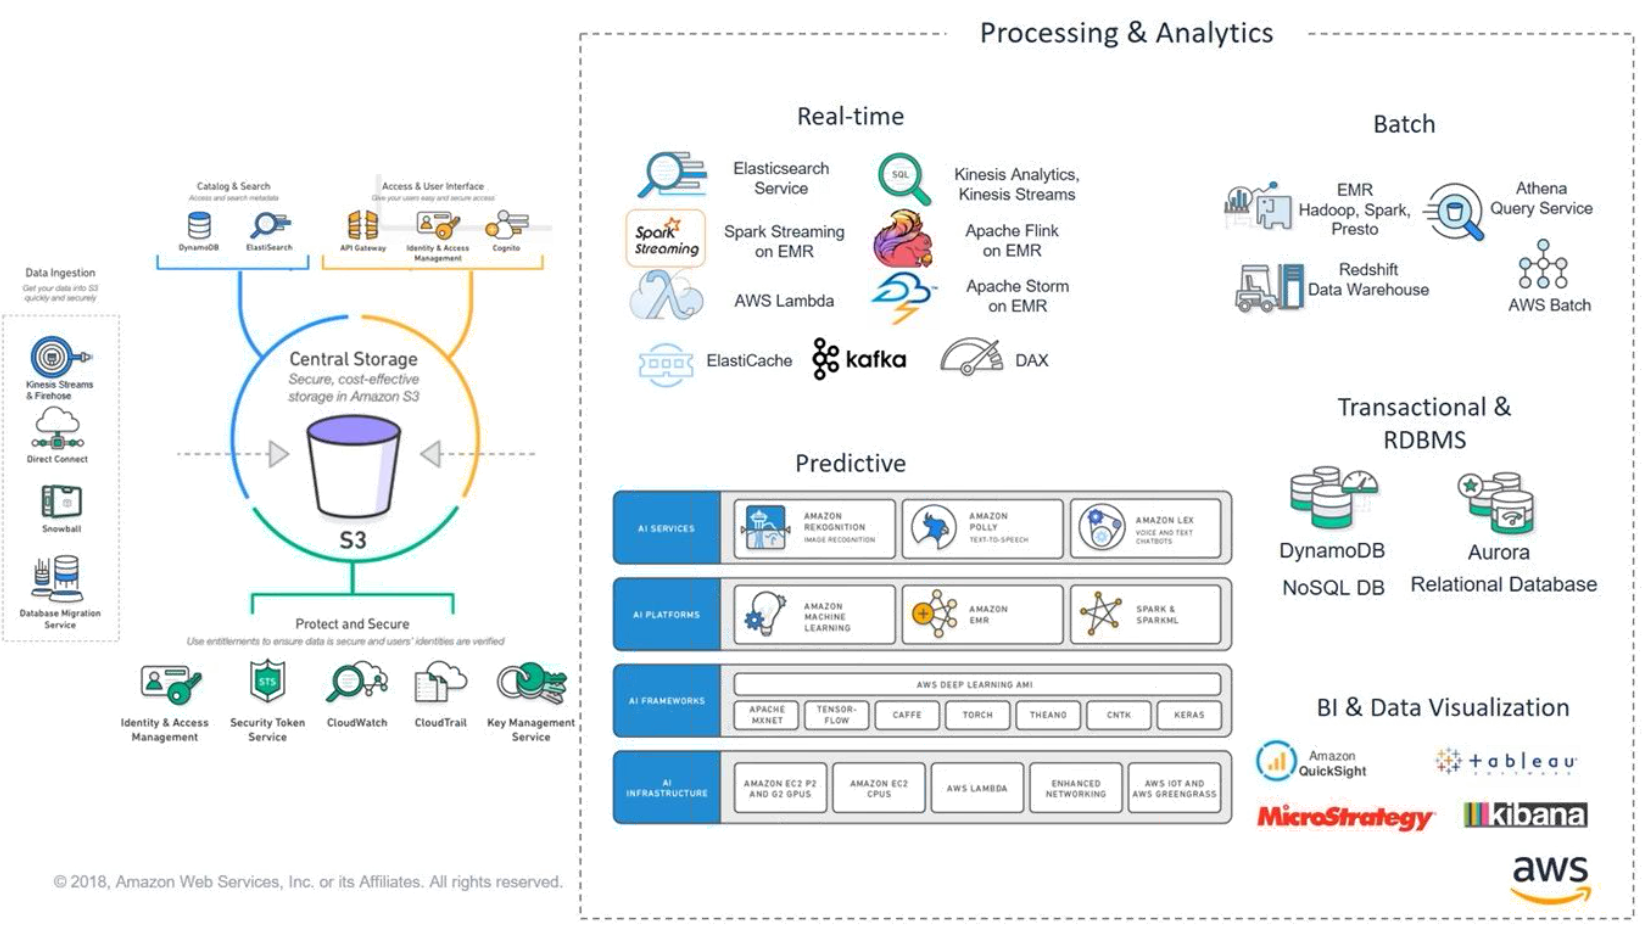 Processing & Analytics
Catalog & Search
Access and search metadata
DynamoDB
ElastiSearch
Access & User Interface
Give your users easy and secure access
API Gateway
Identity & Access
Management
Cognito
Data Ingestion
Get your data into S3
quickly and securely
Kinesis Streams
& Firehose
Direct Connect
Snowball
Database Migration
Service
Central Storage
Secure, cost-effective
storage in Amazon S3
S3
Protect and Secure
Use entitlements to ensure data is secure and users' identities are verified
Identity & Access
Management
STS
Security Token
Service
CloudWatch
CloudTrail
Key Management
Service
© 2018, Amazon Web Services, Inc. or its Affiliates. All rights reserved.
Real-time
Elasticsearch
Service
SQL
Kinesis Analytics,
Kinesis Streams
Spark
Streaming
Spark Streaming
on EMR
Apache Flink
on EMR
AWS Lambda
Apache Storm
on EMR
ElastiCache
kafka
DAX
Batch
EMR
Hadoop, Spark,
Presto
Athena
Query Service
Redshift
Data Warehouse
AWS Batch
Predictive
AI SERVICES
AMAZON
REKOGNITION
IMAGE RECOGNITION
AMAZON
POLLY
TEXT-TO-SPEECH
AMAZON LEX
VOICE AND TEXT
CHATBOTS
AI PLATFORMS
AMAZON
MACHINE
LEARNING
AMAZON
EMR
SPARK &
SPARKML
AI FRAMEWORKS
AWS DEEP LEARNING AMI
APACHE
MXNET
TENSOR-
FLOW
CAFFE
TORCH
THEANO
CNTK
KERAS
AI
INFRASTRUCTURE
AMAZON EC2 P2
AND G2 GPUS
AMAZON EC2
CPUS
AWS LAMBDA
ENHANCED
NETWORKING
AWS IOT AND
AWS GREENGRASS
Transactional &
RDBMS
DynamoDB
NoSQL DB
Aurora
Relational Database
BI & Data Visualization
Amazon
QuickSight
+ableau
SOFTWARE
MicroStrategy
kibana
aws